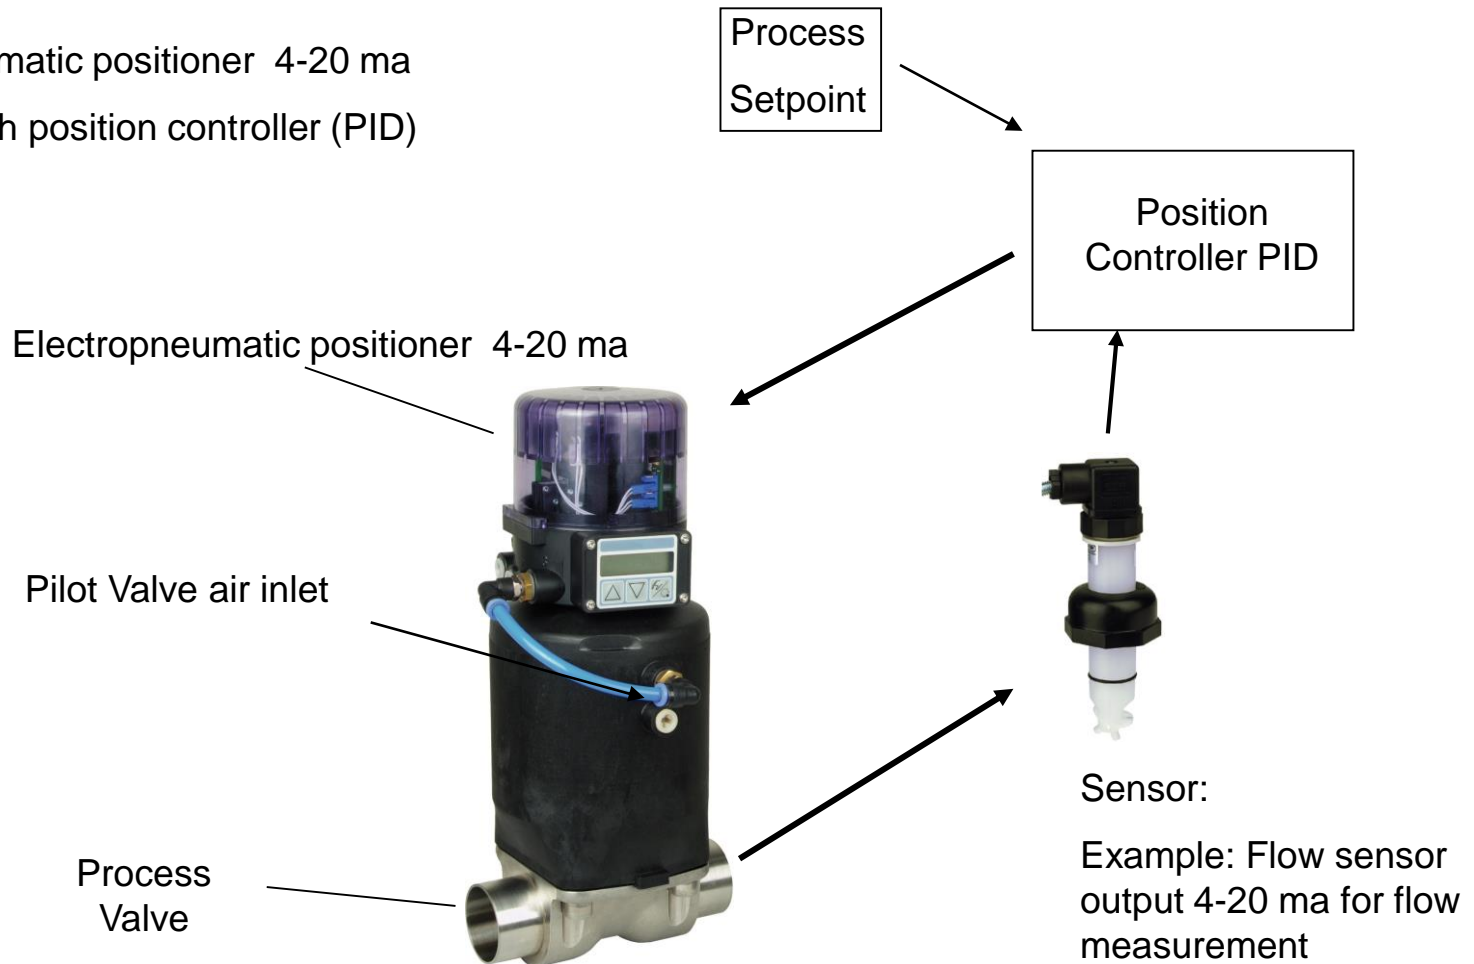 matic positioner 4-20 ma
h position controller (PID)
Process
Setpoint
Position
Controller PID
Electropneumatic positioner 4-20 ma
Pilot Valve air inlet
Process
Valve
Sensor:
Example: Flow sensor
output 4-20 ma for flow
measurement